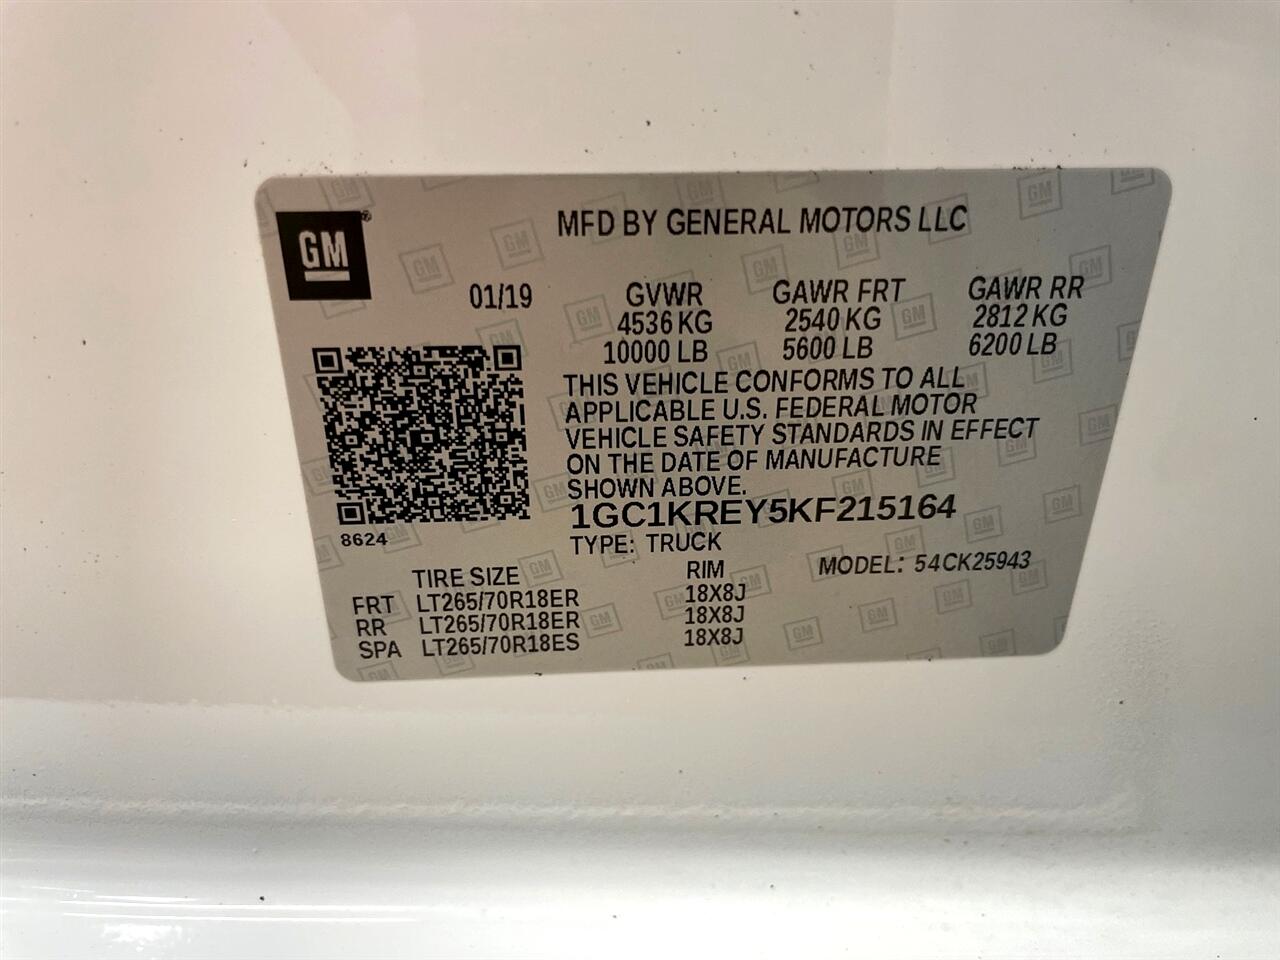 GM
MFD BY GENERAL MOTORS LLC
01/19 GVWR GAWR FRT GAWR RR
4536 KG 2540 KG 2812 KG
10000 LB 5600 LB 6200 LB
THIS VEHICLE CONFORMS TO ALL
APPLICABLE U.S. FEDERAL MOTOR
VEHICLE SAFETY STANDARDS IN EFFECT
ON THE DATE OF MANUFACTURE
SHOWN ABOVE.
1GC1KREY5KF215164
8624
TYPE: TRUCK
MODEL: 54CK25943
TIRE SIZE RIM
FRT LT265/70R18ER 18X8J
RR LT265/70R18ER 18X8J
SPA LT265/70R18ES 18X8J